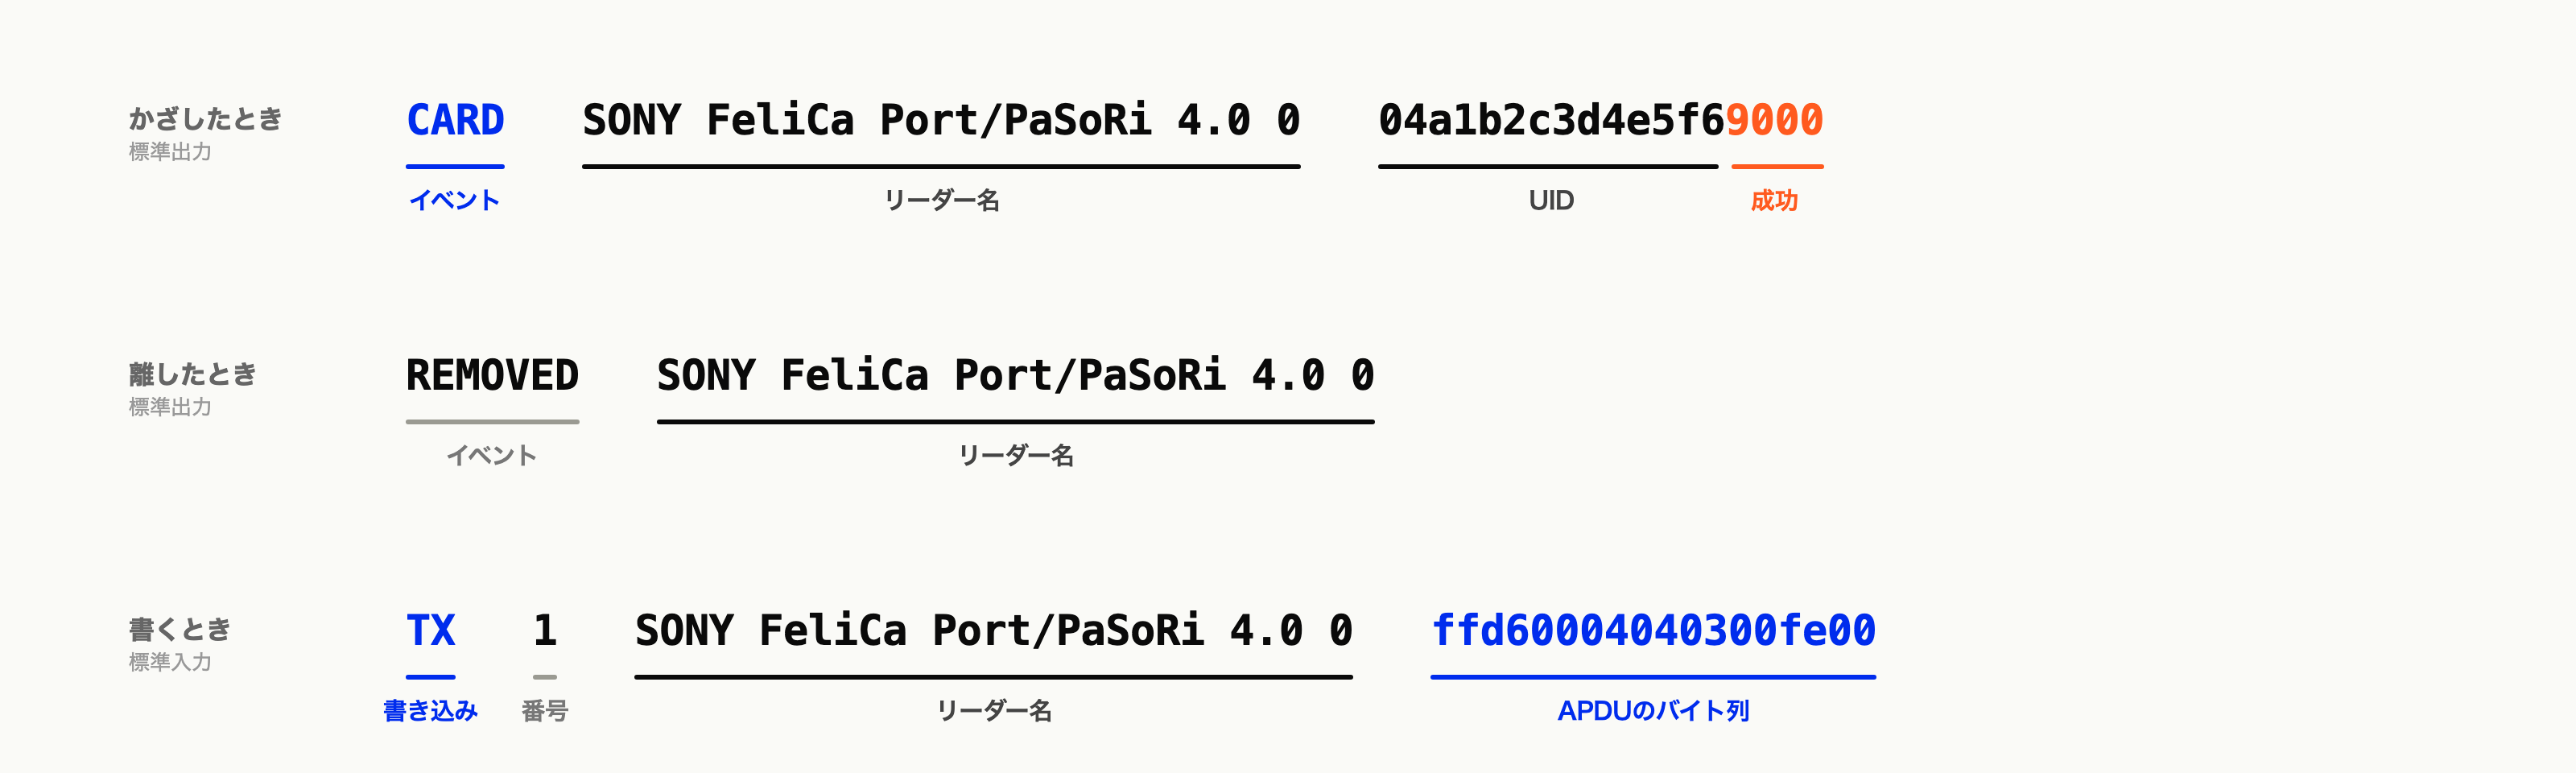 かざしたとき
標準出力
CARD SONY FeliCa Port/PaSoRi 4.0 0 04a1b2c3d4e5f69000
イベント リーダー名 UID 成功
離したとき
標準出力
REMOVED SONY FeliCa Port/PaSoRi 4.0 0
イベント リーダー名
書くとき
標準入力
TX 1 SONY FeliCa Port/PaSoRi 4.0 0 ffd60004040300fe00
書き込み 番号 リーダー名 APDUのバイト列